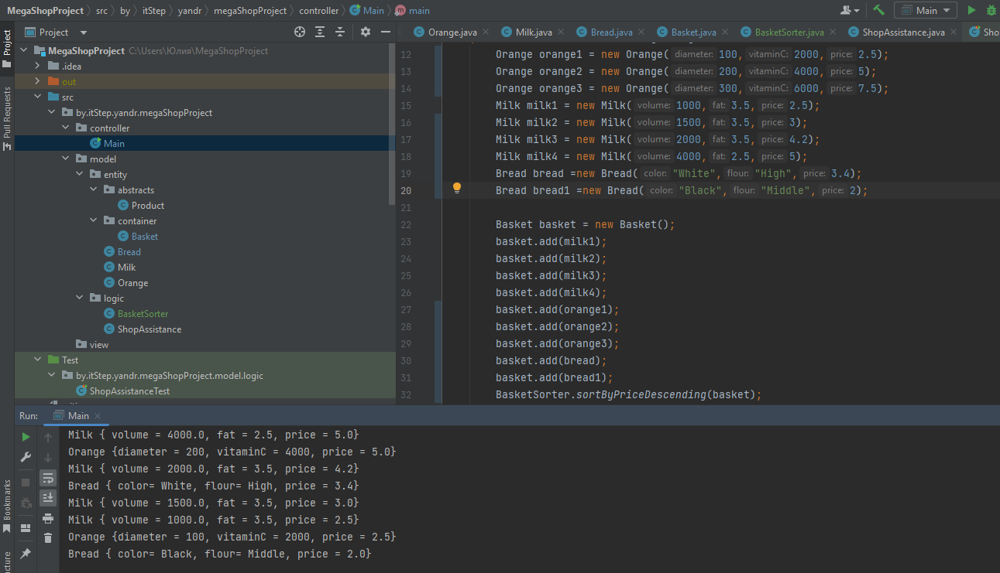 MegaShopProject > src > by > itStep > yandr > megaShopProject > controller > Main > main
Main
Project
Orange.java × Milk.java × Bread.java × Basket.java × BasketSorter.java × ShopAssistance.java × Sho
Project
Pull Requests
MegaShopProject C:\Users\Юлия\MegaShopProject
.idea
out
src
by.itStep.yandr.megaShopProject
controller
Main
model
entity
abstracts
Product
container
Basket
Bread
Milk
Orange
logic
BasketSorter
ShopAssistance
view
Test
by.itStep.yandr.megaShopProject.model.logic
ShopAssistanceTest
12 Orange orange1 = new Orange( diameter: 100, vitaminC: 2000, price: 2.5);
13 Orange orange2 = new Orange( diameter: 200, vitaminC: 4000, price: 5);
14 Orange orange3 = new Orange( diameter: 300, vitaminC: 6000, price: 7.5);
15 Milk milk1 = new Milk( volume: 1000, fat: 3.5, price: 2.5);
16 Milk milk2 = new Milk( volume: 1500, fat: 3.5, price: 3);
17 Milk milk3 = new Milk( volume: 2000, fat: 3.5, price: 4.2);
18 Milk milk4 = new Milk( volume: 4000, fat: 2.5, price: 5);
19 Bread bread =new Bread( color: "White", flour: "High", price: 3.4);
20 Bread bread1 =new Bread( color: "Black", flour: "Middle", price: 2);
21
22 Basket basket = new Basket();
23 basket.add(milk1);
24 basket.add(milk2);
25 basket.add(milk3);
26 basket.add(milk4);
27 basket.add(orange1);
28 basket.add(orange2);
29 basket.add(orange3);
30 basket.add(bread);
31 basket.add(bread1);
32 BasketSorter.sortByPriceDescending(basket);
Run: Main ×
Milk { volume = 4000.0, fat = 2.5, price = 5.0}
Orange {diameter = 200, vitaminC = 4000, price = 5.0}
Milk { volume = 2000.0, fat = 3.5, price = 4.2}
Bread { color= White, flour= High, price = 3.4}
Milk { volume = 1500.0, fat = 3.5, price = 3.0}
Milk { volume = 1000.0, fat = 3.5, price = 2.5}
Orange {diameter = 100, vitaminC = 2000, price = 2.5}
Bread { color= Black, flour= Middle, price = 2.0}
Bookmarks
cture